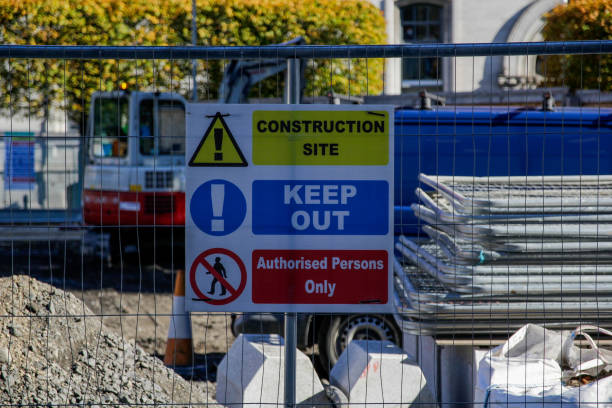 CONSTRUCTION
SITE
KEEP
OUT
Authorised Persons
Only